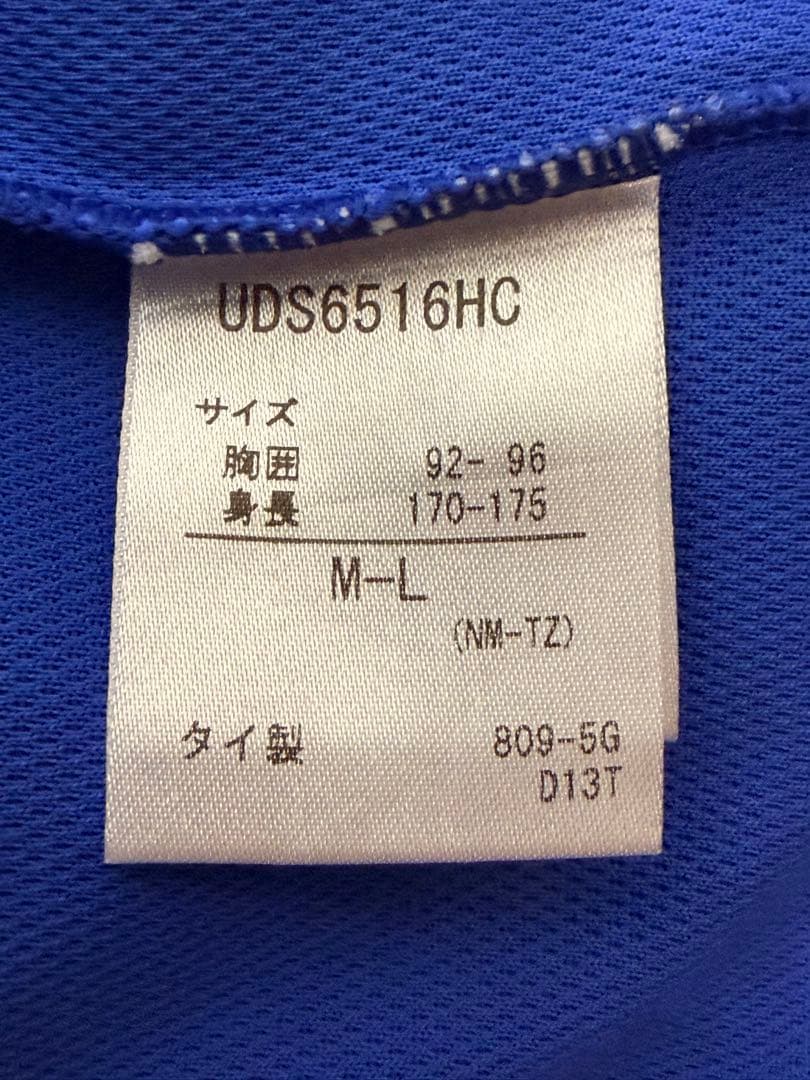 UDS6516HC
サイズ
胸囲 92- 96
身長 170-175
M-L
(NM-TZ)
タイ製 809-5G
D13T